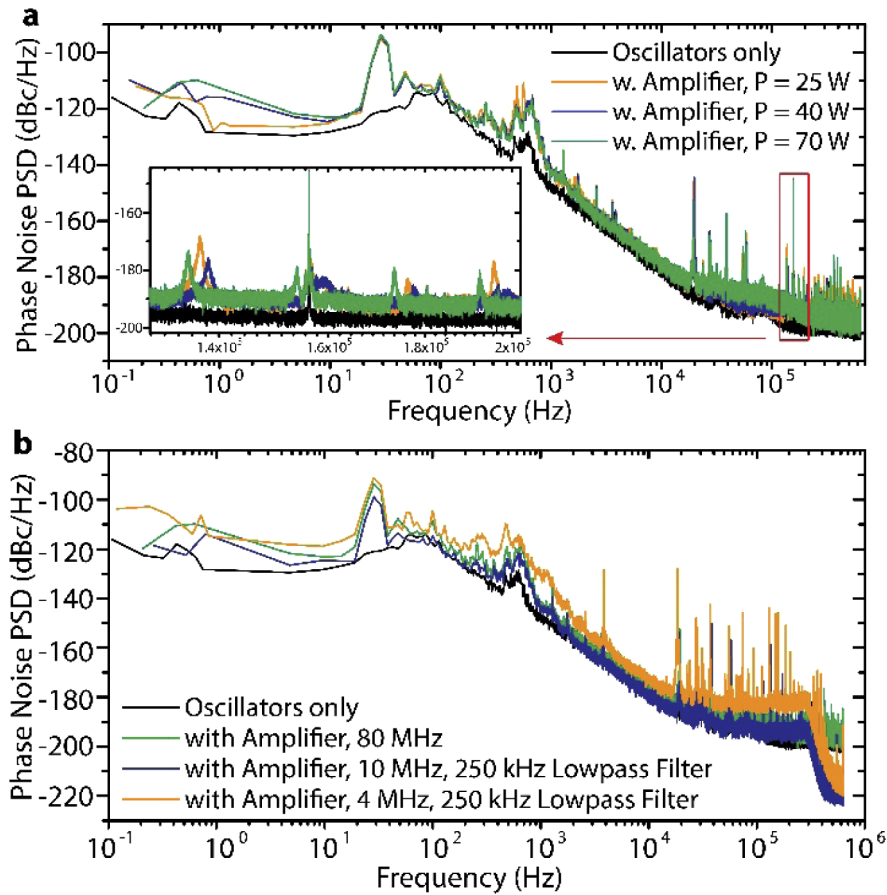 a
-100
-120
-140
-160
-180
-200
Phase Noise PSD (dBc/Hz)
Oscillators only
w. Amplifier, P = 25 W
w. Amplifier, P = 40 W
w. Amplifier, P = 70 W
-160
-180
-200
1.4x10⁵ 1.6x10⁵ 1.8x10⁵ 2x10⁵
10⁻¹ 10⁰ 10¹ 10² 10³ 10⁴ 10⁵
Frequency (Hz)
b
-80
-100
-120
-140
-160
-180
-200
-220
Phase Noise PSD (dBc/Hz)
Oscillators only
with Amplifier, 80 MHz
with Amplifier, 10 MHz, 250 kHz Lowpass Filter
with Amplifier, 4 MHz, 250 kHz Lowpass Filter
10⁻¹ 10⁰ 10¹ 10² 10³ 10⁴ 10⁵ 10⁶
Frequency (Hz)